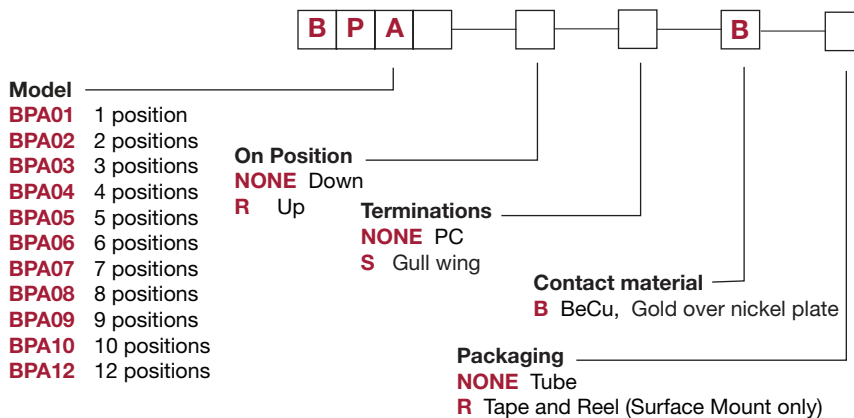 B P A B
Model
BPA01 1 position
BPA02 2 positions
BPA03 3 positions
BPA04 4 positions
BPA05 5 positions
BPA06 6 positions
BPA07 7 positions
BPA08 8 positions
BPA09 9 positions
BPA10 10 positions
BPA12 12 positions
On Position
NONE Down
R Up
Terminations
NONE PC
S Gull wing
Contact material
B BeCu, Gold over nickel plate
Packaging
NONE Tube
R Tape and Reel (Surface Mount only)